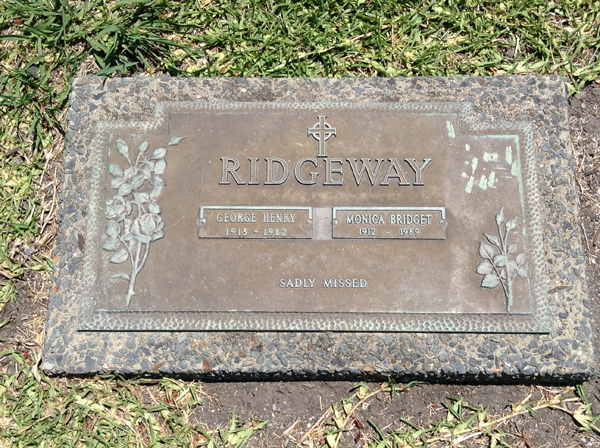 RIDGEWAY
GEORGE HENRY
1913 - 1982
MONICA BRIDGET
1912 - 1989
SADLY MISSED